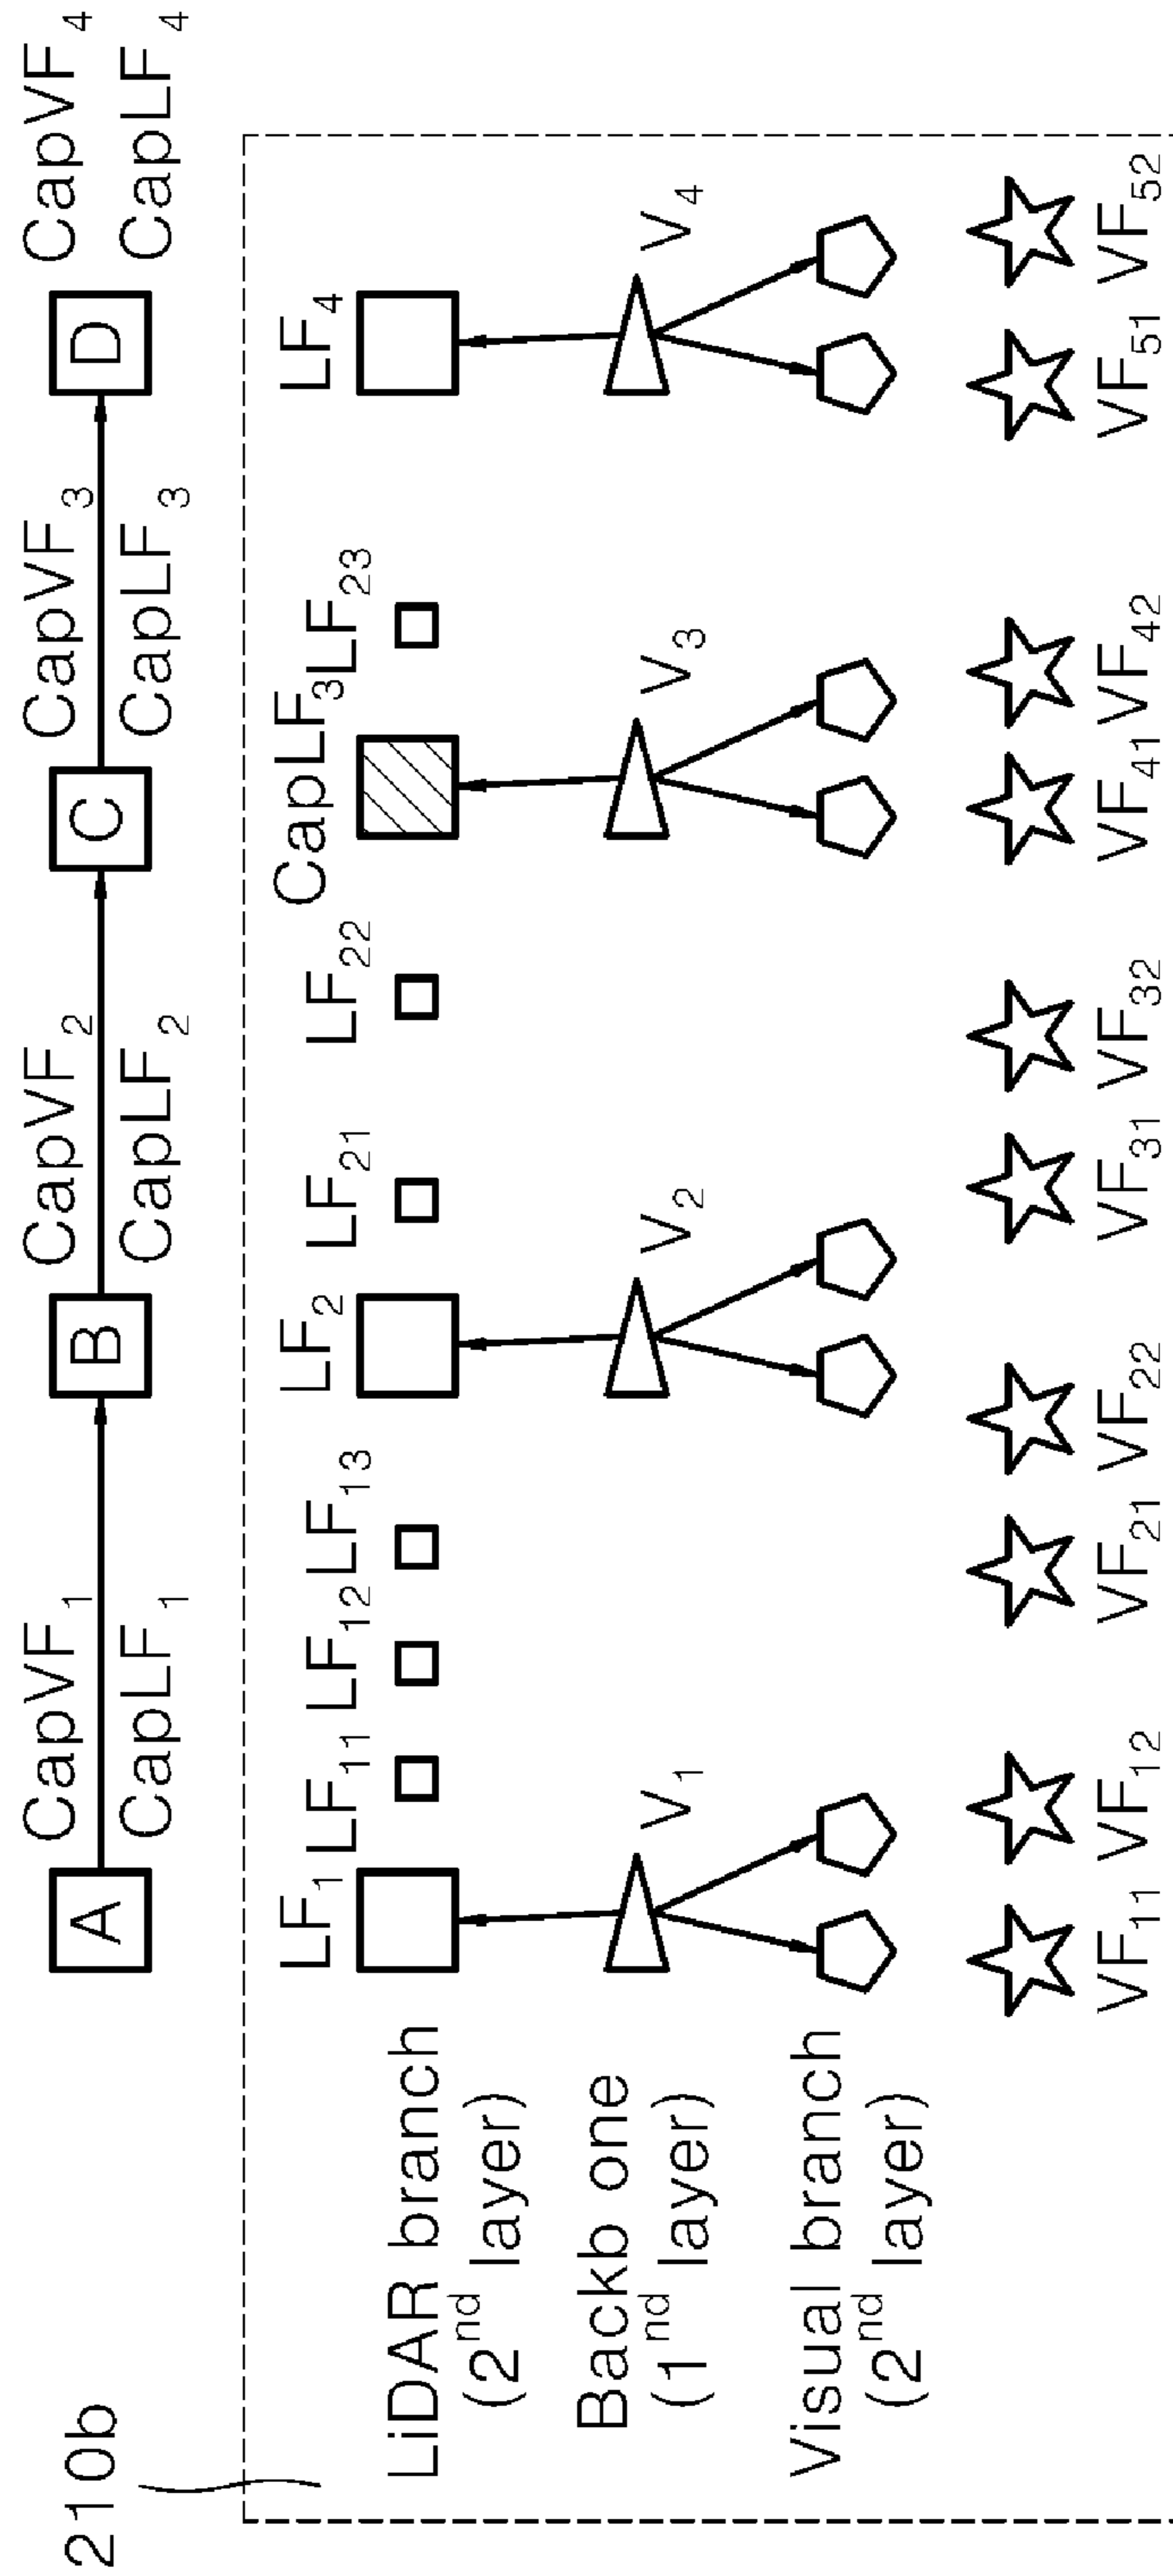 210b
CapVF1 CapVF2 CapVF3 CapVF4
A B C D
CapLF1 CapLF2 CapLF3 CapLF4
LF1 LF11 LF12 LF13 LF2 LF21 LF22 CapLF3 LF23 LF4
LiDAR branch
(2nd layer)
Backb one
(1nd layer)
V1 V2 V3 V4
Visual branch
(2nd layer)
VF11 VF12 VF21 VF22 VF31 VF32 VF41 VF42 VF51 VF52